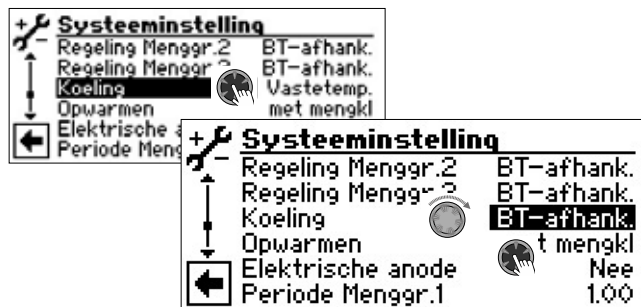 Systeeminstelling
Regeling Menggr.2 BT-afhank.
Regeling Menggr. BT-afhank.
Koeling Vastetemp.
Opwarmen met mengkl
Elektrische
Periode Meng
Systeeminstelling
Regeling Menggr.2 BT-afhank.
Regeling Menggr.3 BT-afhank.
Koeling BT-afhank.
Opwarmen t mengkl
Elektrische anode Nee
Periode Menggr.1 1.00